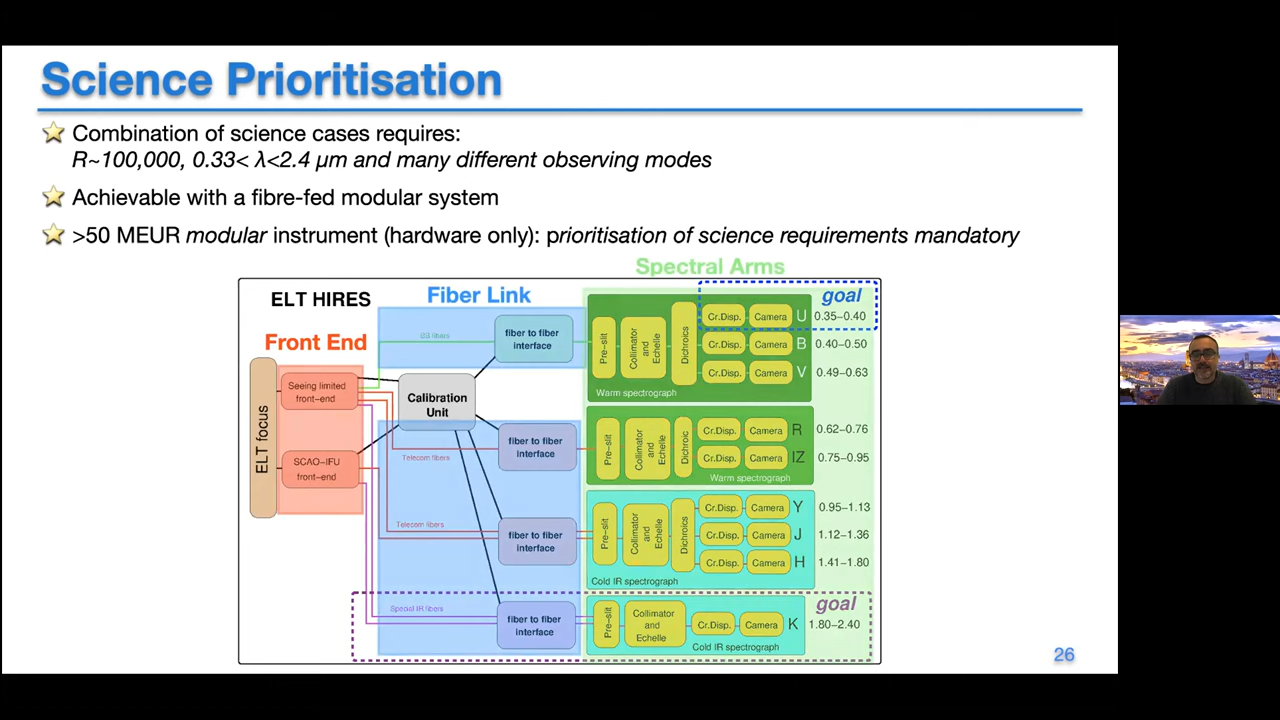 Science Prioritisation
Combination of science cases requires:
R~100,000, 0.33< λ<2.4 μm and many different observing modes
Achievable with a fibre-fed modular system
>50 MEUR modular instrument (hardware only): prioritisation of science requirements mandatory
Spectral Arms
ELT HIRES
Fiber Link
Front End
ELT focus
Seeing limited
front-end
SCAO-IFU
front-end
Calibration
Unit
fiber to fiber
interface
Telecom fibers
fiber to fiber
interface
Telecom fibers
fiber to fiber
interface
Special IR fibers
fiber to fiber
interface
goal
Pre-slit
Collimator
and
Echelle
Dichroics
Cr.Disp.
Camera
U
0.35-0.40
Cr.Disp.
Camera
B
0.40-0.50
Cr.Disp.
Camera
V
0.49-0.63
Warm spectrograph
Pre-slit
Collimator
and
Echelle
Dichroic
Cr.Disp.
Camera
R
0.62-0.76
Cr.Disp.
Camera
IZ
0.75-0.95
Warm spectrograph
Pre-slit
Collimator
and
Echelle
Dichroics
Cr.Disp.
Camera
Y
0.95-1.13
Cr.Disp.
Camera
J
1.12-1.36
Cr.Disp.
Camera
H
1.41-1.80
Cold IR spectrograph
goal
Pre-slit
Collimator
and
Echelle
Cr.Disp.
Camera
K
1.80-2.40
Cold IR spectrograph
26